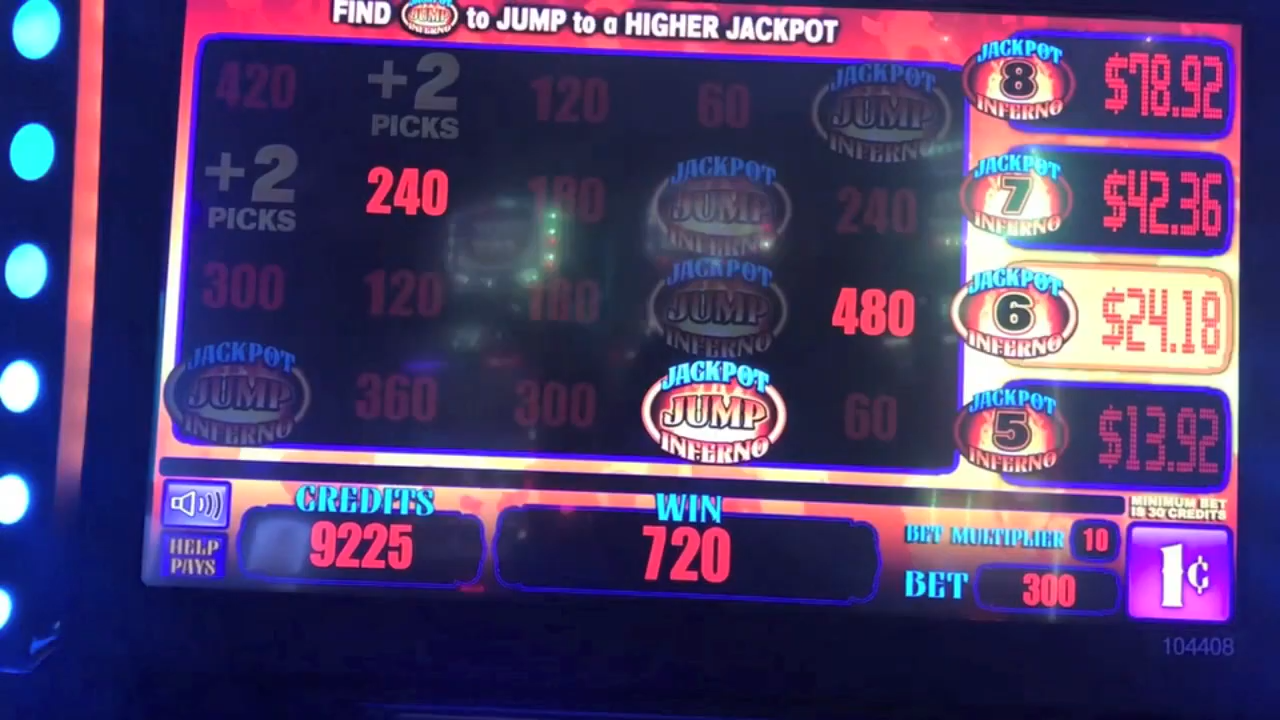 FIND JACKPOT JUMP INFERNO to JUMP to a HIGHER JACKPOT
420 +2 PICKS 120 60 JACKPOT JUMP INFERNO
+2 PICKS 240 180 JACKPOT JUMP INFERNO 240
300 120 180 JACKPOT JUMP INFERNO 480
JACKPOT JUMP INFERNO 360 300 JACKPOT JUMP INFERNO 60
JACKPOT 8 INFERNO $78.92
JACKPOT 7 INFERNO $42.36
JACKPOT 6 INFERNO $24.18
JACKPOT 5 INFERNO $13.92
MINIMUM BET
IS 30 CREDITS
HELP
PAYS
CREDITS
9225
WIN
720
BET MULTIPLIER 10
BET 300
1¢
104408